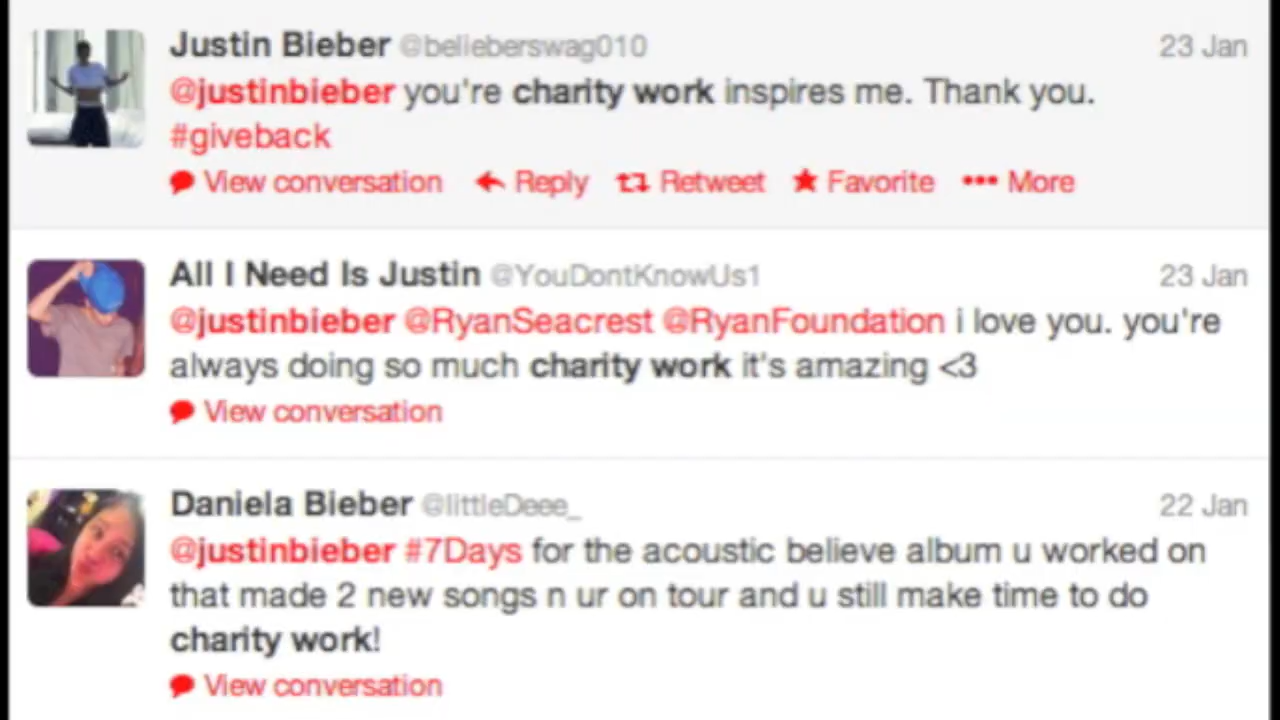 Justin Bieber @belieberswag010 23 Jan
@justinbieber you're charity work inspires me. Thank you.
#giveback
View conversation Reply Retweet Favorite More
All I Need Is Justin @YouDontKnowUs1 23 Jan
@justinbieber @RyanSeacrest @RyanFoundation i love you. you're
always doing so much charity work it's amazing <3
View conversation
Daniela Bieber @littleDeee_ 22 Jan
@justinbieber #7Days for the acoustic believe album u worked on
that made 2 new songs n ur on tour and u still make time to do
charity work!
View conversation